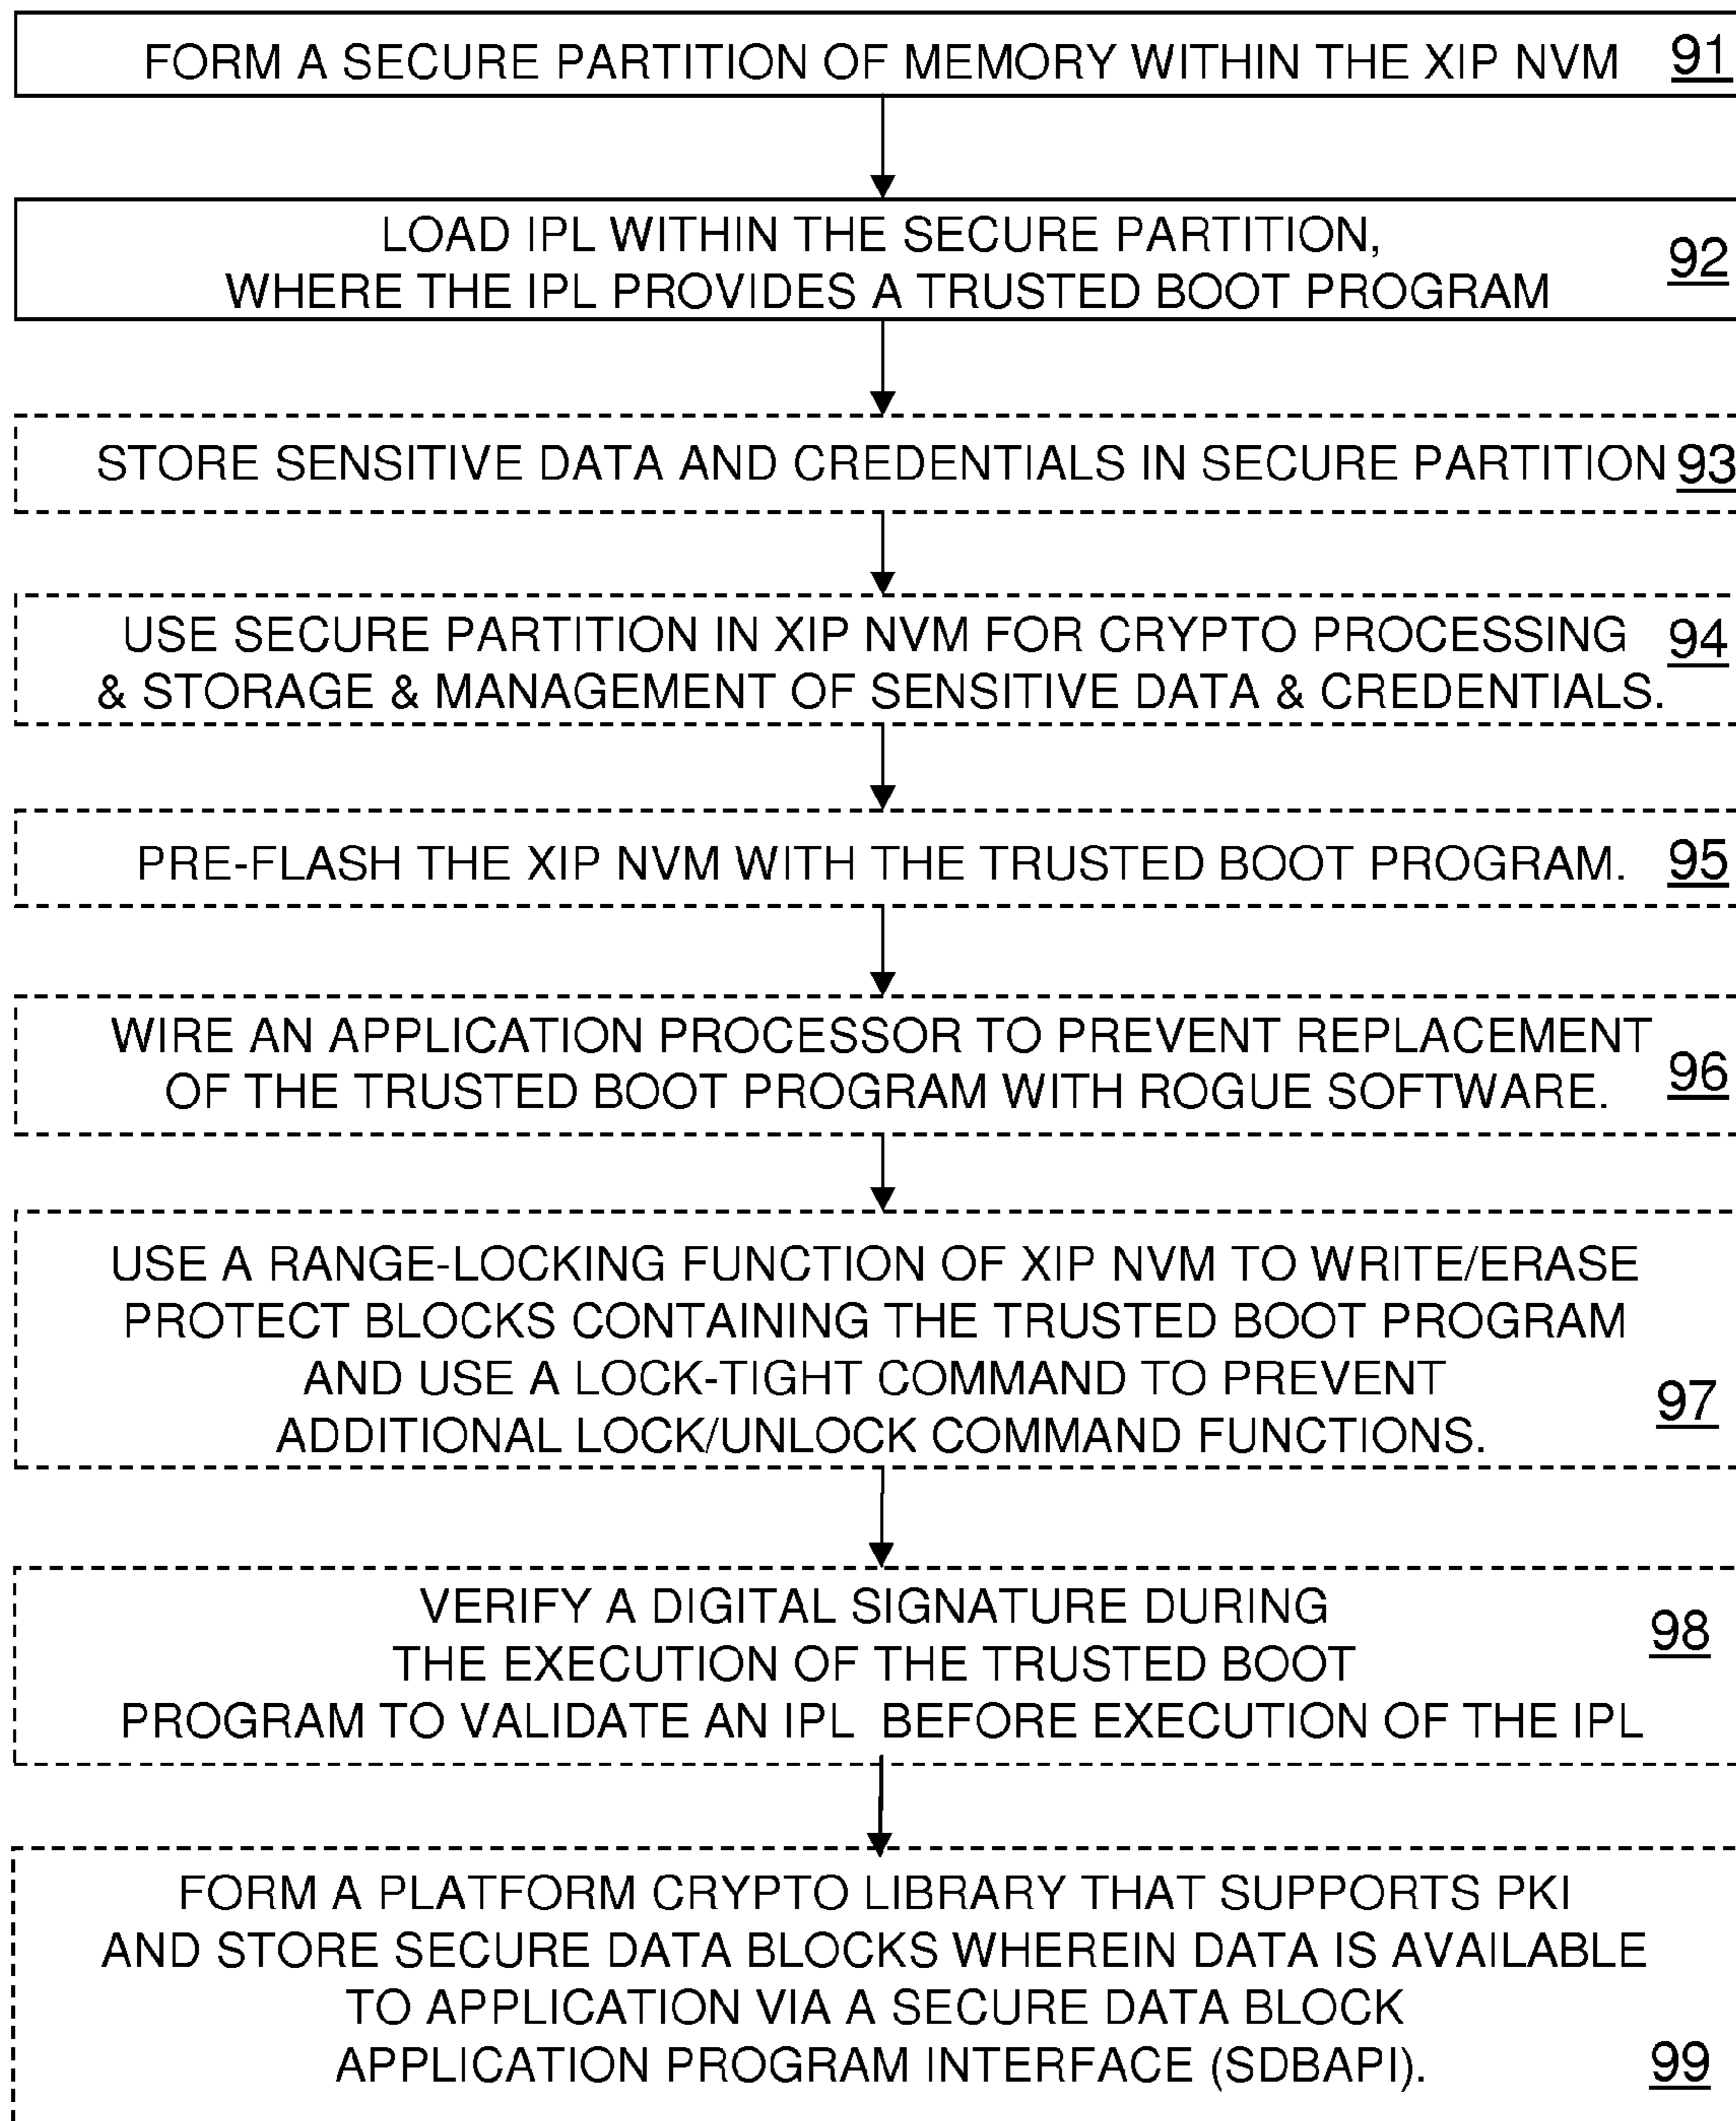 FORM A SECURE PARTITION OF MEMORY WITHIN THE XIP NVM 91
LOAD IPL WITHIN THE SECURE PARTITION,
WHERE THE IPL PROVIDES A TRUSTED BOOT PROGRAM 92
STORE SENSITIVE DATA AND CREDENTIALS IN SECURE PARTITION 93
USE SECURE PARTITION IN XIP NVM FOR CRYPTO PROCESSING 94
& STORAGE & MANAGEMENT OF SENSITIVE DATA & CREDENTIALS.
PRE-FLASH THE XIP NVM WITH THE TRUSTED BOOT PROGRAM. 95
WIRE AN APPLICATION PROCESSOR TO PREVENT REPLACEMENT
OF THE TRUSTED BOOT PROGRAM WITH ROGUE SOFTWARE. 96
USE A RANGE-LOCKING FUNCTION OF XIP NVM TO WRITE/ERASE
PROTECT BLOCKS CONTAINING THE TRUSTED BOOT PROGRAM
AND USE A LOCK-TIGHT COMMAND TO PREVENT
ADDITIONAL LOCK/UNLOCK COMMAND FUNCTIONS. 97
VERIFY A DIGITAL SIGNATURE DURING 98
THE EXECUTION OF THE TRUSTED BOOT
PROGRAM TO VALIDATE AN IPL BEFORE EXECUTION OF THE IPL
FORM A PLATFORM CRYPTO LIBRARY THAT SUPPORTS PKI
AND STORE SECURE DATA BLOCKS WHEREIN DATA IS AVAILABLE
TO APPLICATION VIA A SECURE DATA BLOCK
APPLICATION PROGRAM INTERFACE (SDBAPI). 99